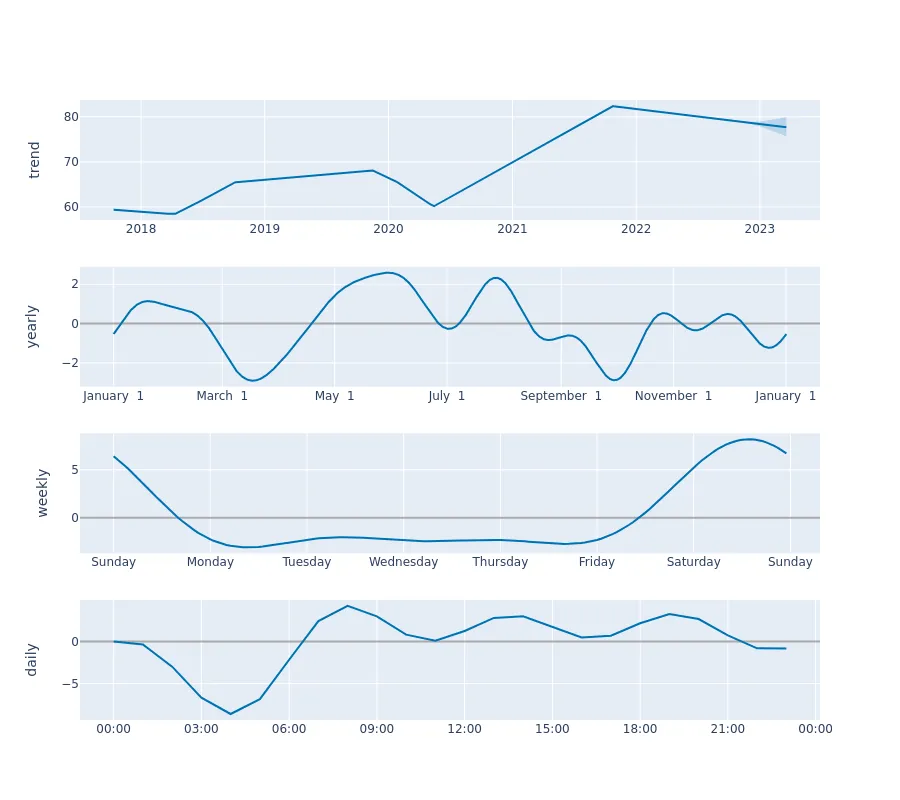 trend
80
70
60
2018 2019 2020 2021 2022 2023
yearly
2
0
−2
January 1 March 1 May 1 July 1 September 1 November 1 January 1
weekly
5
0
Sunday Monday Tuesday Wednesday Thursday Friday Saturday Sunday
daily
0
−5
00:00 03:00 06:00 09:00 12:00 15:00 18:00 21:00 00:00